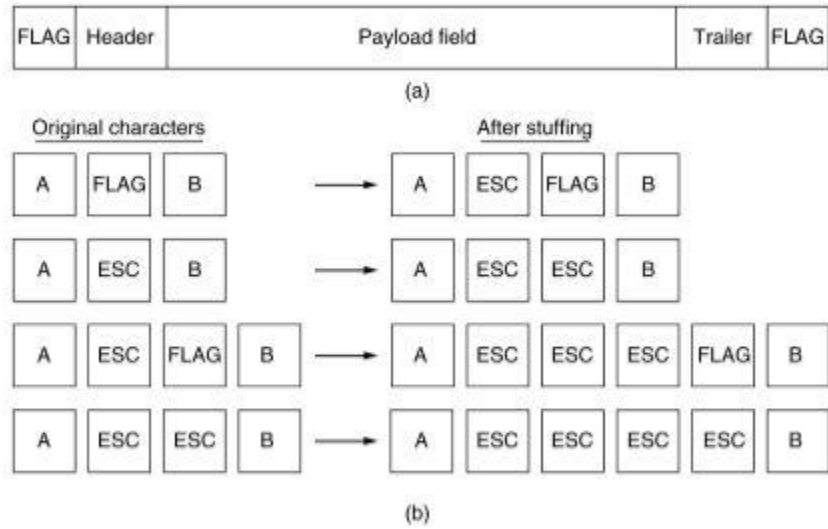 FLAG Header Payload field Trailer FLAG
(a)
Original characters After stuffing
A FLAG B A ESC FLAG B
A ESC B A ESC ESC B
A ESC FLAG B A ESC ESC ESC FLAG B
A ESC ESC B A ESC ESC ESC ESC B
(b)